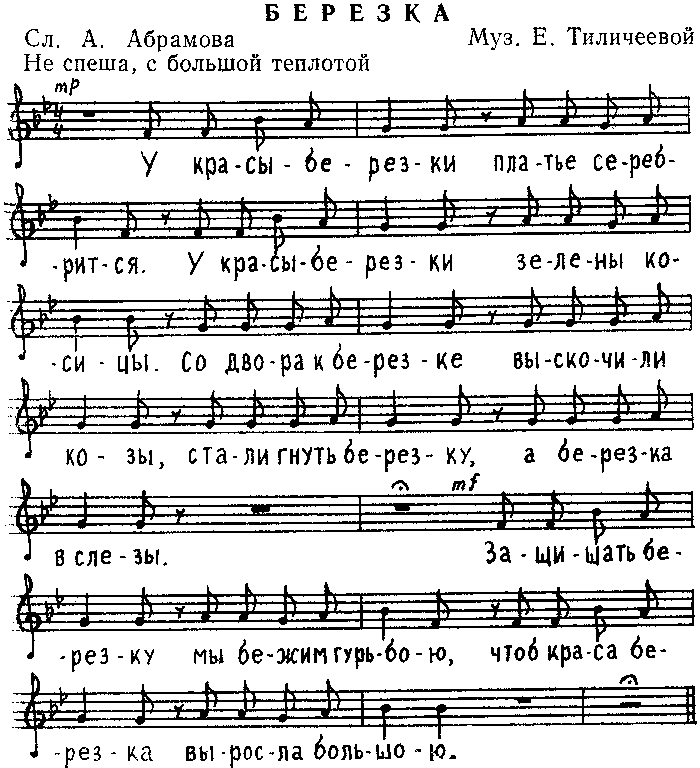 БЕРЕЗКА
Сл. А. Абрамова
Муз. Е. Тиличеевой
Не спеша, с большой теплотой
mp
У кра-сы-бе-рез-ки пла-тье се-реб-
-рит-ся. У кра-сы-бе-рез-ки зе-ле-ны ко-
-си-цы. Со дво-ра к бе-рез-ке вы-ско-чи-ли
ко-зы, ста-ли гнуть бе-рез-ку, а бе-рез-ка
в сле-зы. mf За-щи-щать бе-
-рез-ку мы бе-жим гурь-бо-ю, чтоб кра-са бе-
-рез-ка вы-рос-ла боль-шо-ю.